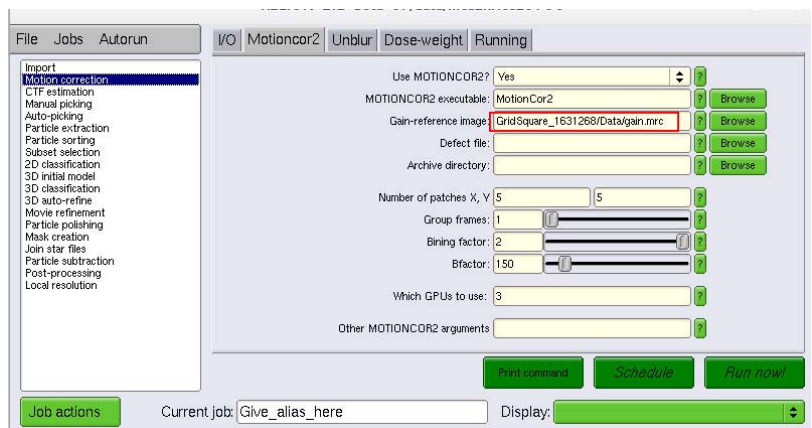 File Jobs Autorun
I/O Motioncor2 Unblur Dose-weight Running
Import
Motion correction
CTF estimation
Manual picking
Auto-picking
Particle extraction
Particle sorting
Subset selection
2D classification
3D initial model
3D classification
3D auto-refine
Movie refinement
Particle polishing
Mask creation
Join star files
Particle subtraction
Post-processing
Local resolution
Use MOTIONCOR2? Yes ?
MOTIONCOR2 executable: MotionCor2 ? Browse
Gain-reference image: GridSquare_1631268/Data/gain.mrc ? Browse
Defect file: ? Browse
Archive directory: ? Browse
Number of patches X, Y 5 5 ?
Group frames: 1 ?
Bining factor: 2 ?
Bfactor: 150 ?
Which GPUs to use: 3 ?
Other MOTIONCOR2 arguments ?
Print command Schedule Run now!
Job actions Current job: Give_alias_here Display: